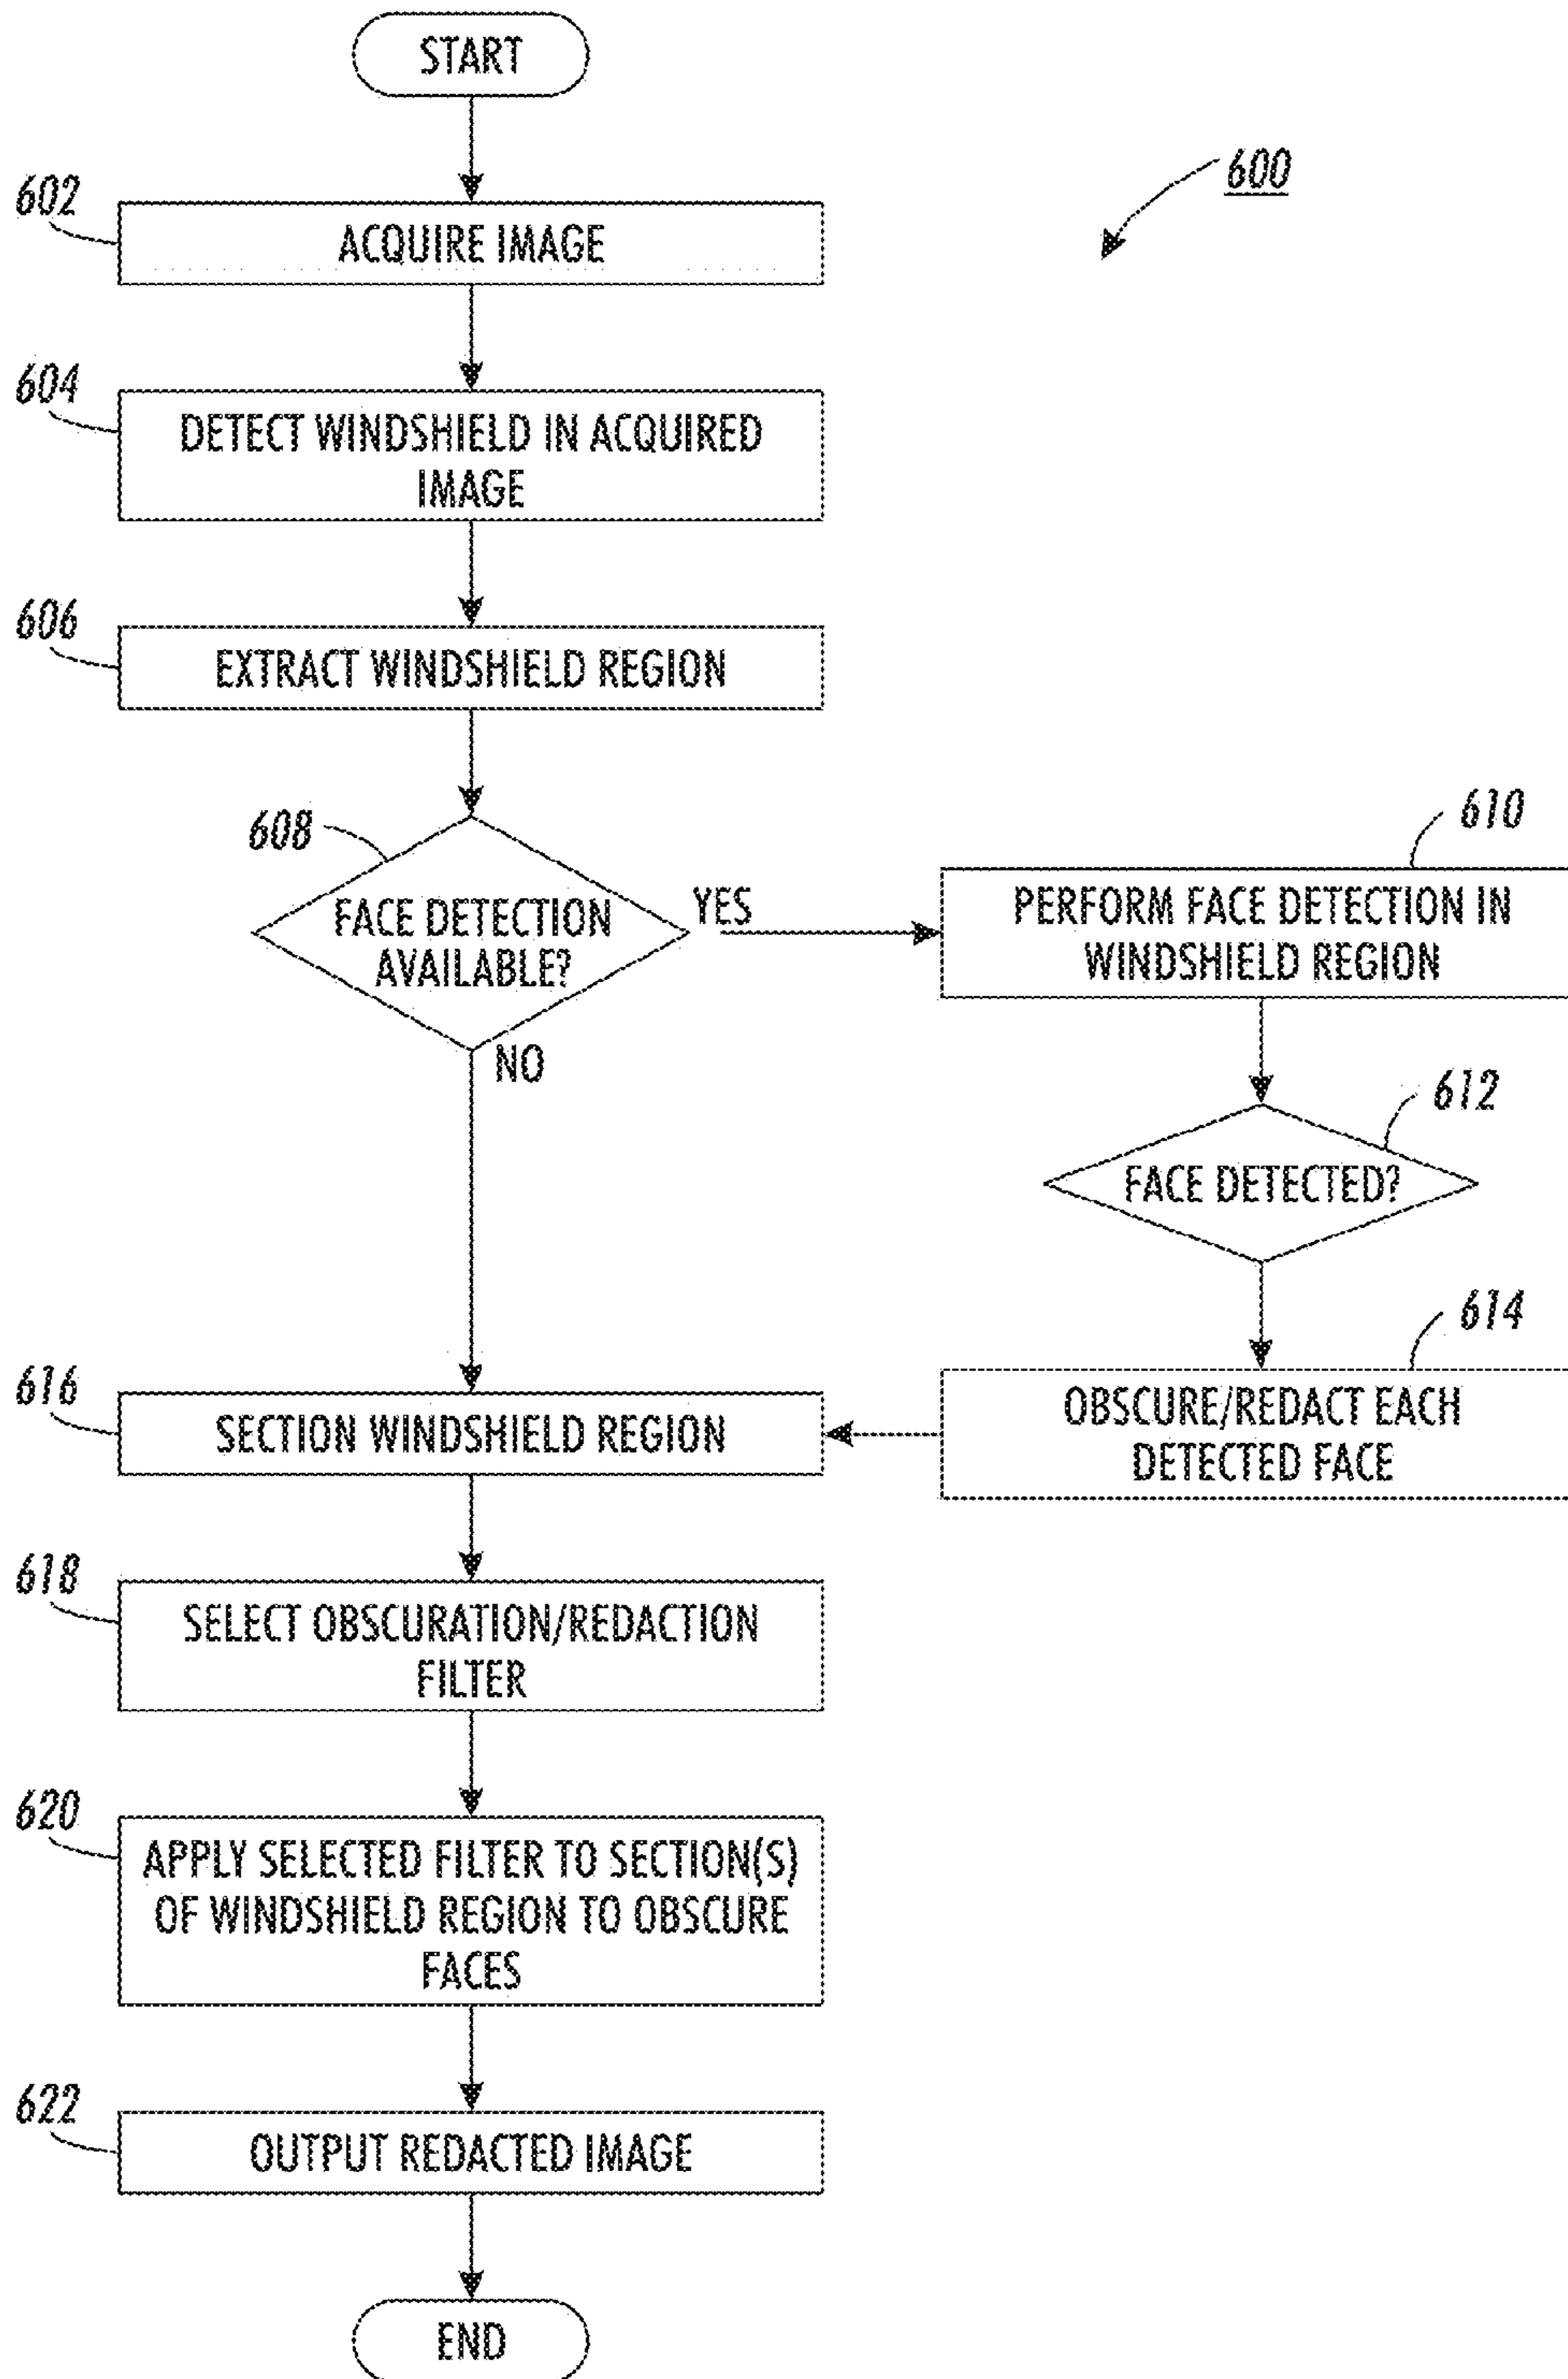 START
600
602
ACQUIRE IMAGE
604
DETECT WINDSHIELD IN ACQUIRED
IMAGE
606
EXTRACT WINDSHIELD REGION
608
FACE DETECTION
AVAILABLE?
YES
NO
610
PERFORM FACE DETECTION IN
WINDSHIELD REGION
612
FACE DETECTED?
614
OBSCURE/REDACT EACH
DETECTED FACE
616
SECTION WINDSHIELD REGION
618
SELECT OBSCURATION/REDACTION
FILTER
620
APPLY SELECTED FILTER TO SECTION(S)
OF WINDSHIELD REGION TO OBSCURE
FACES
622
OUTPUT REDACTED IMAGE
END